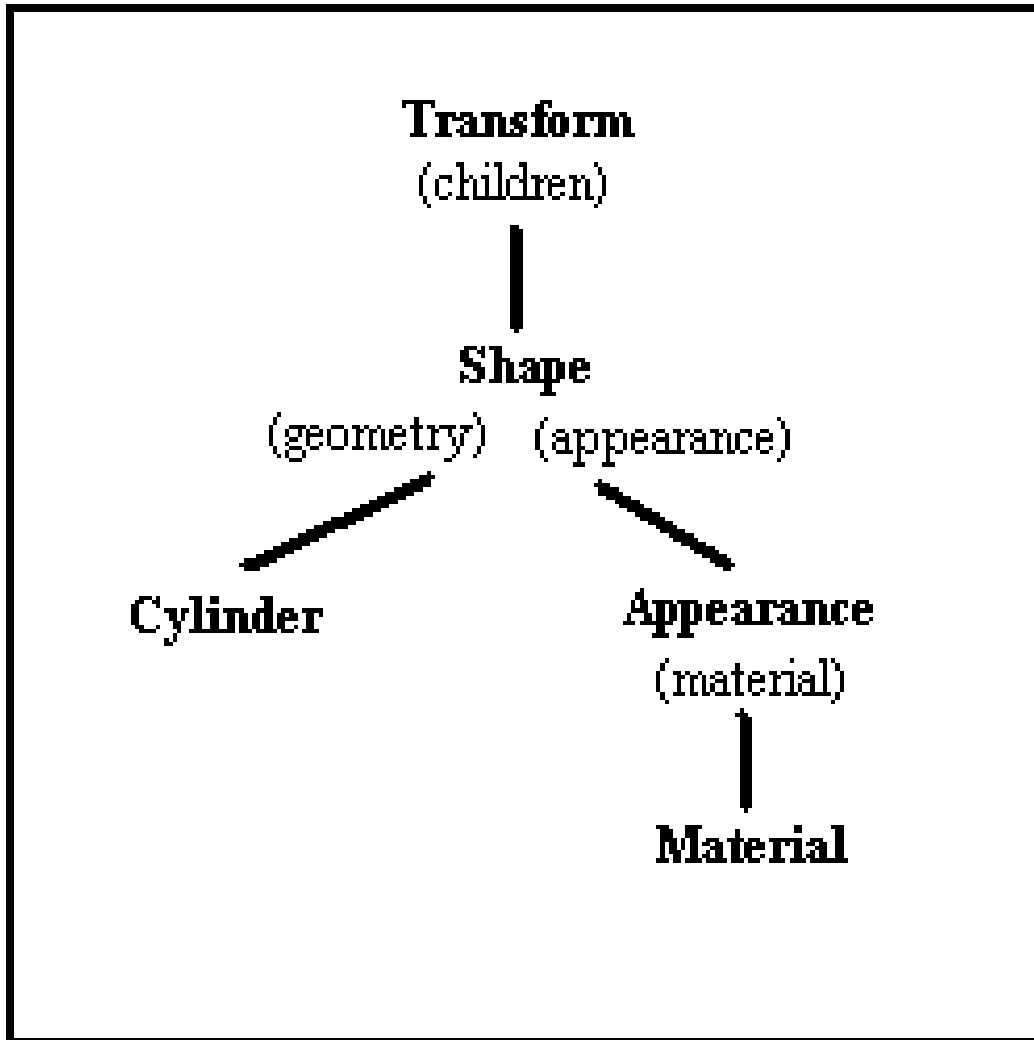 Transform
(children)
Shape
(geometry) (appearance)
Cylinder Appearance
(material)
Material